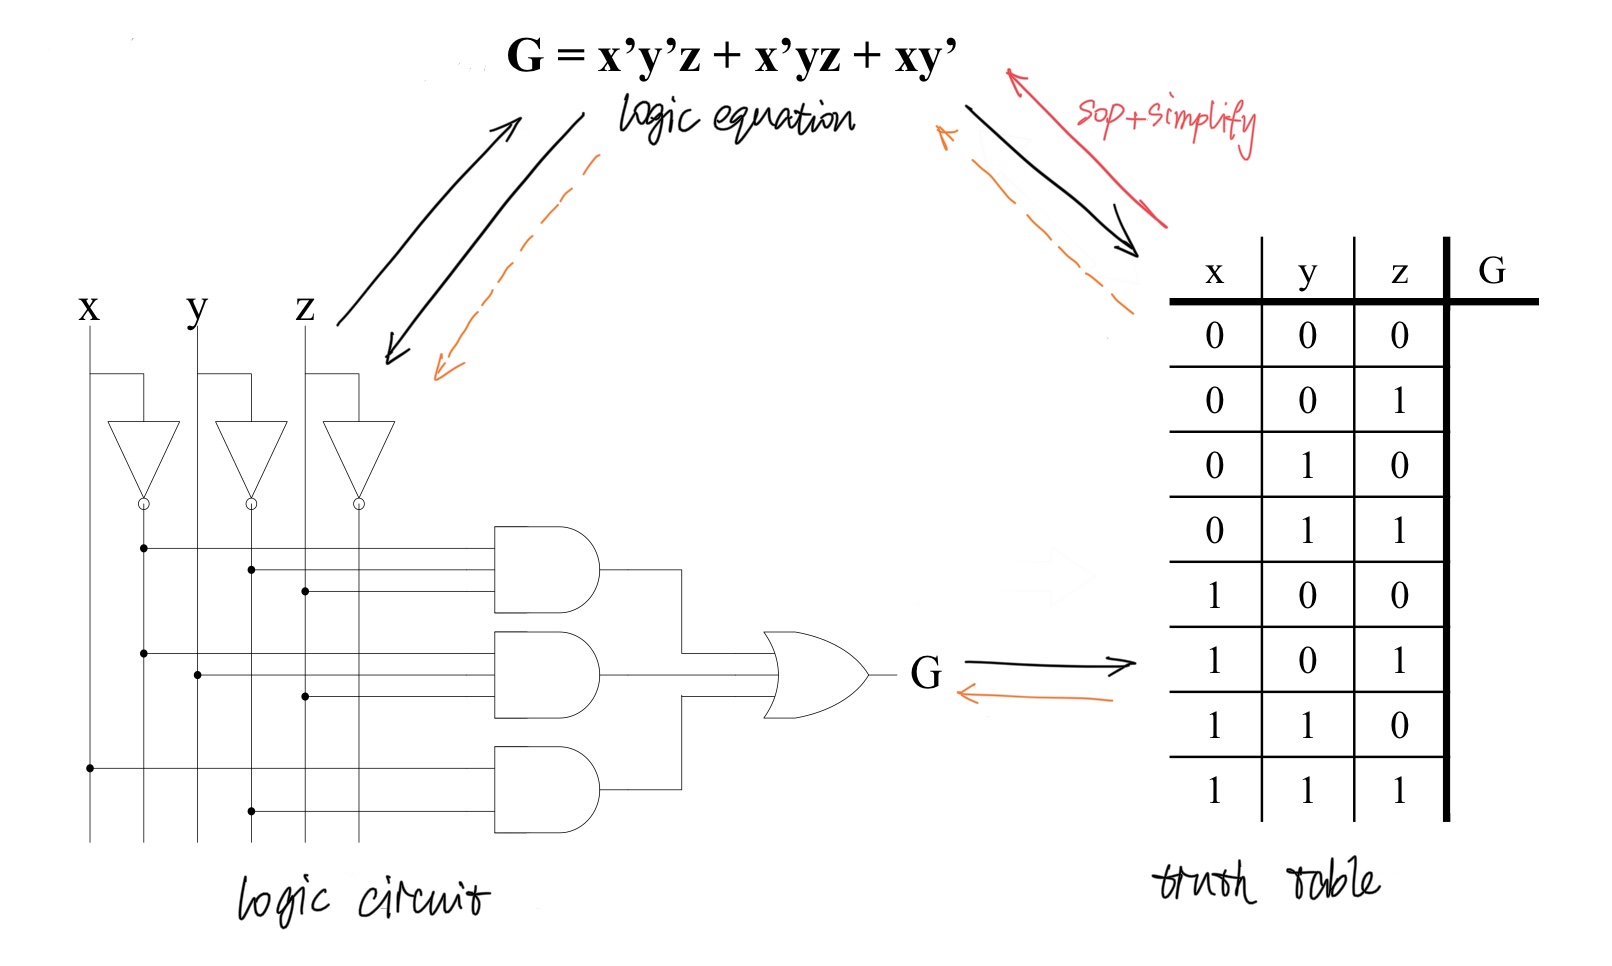 G = x’y’z + x’yz + xy’
logic equation
sop+simplify
x y z
G
logic circuit
x y z G
0 0 0
0 0 1
0 1 0
0 1 1
1 0 0
1 0 1
1 1 0
1 1 1
truth table